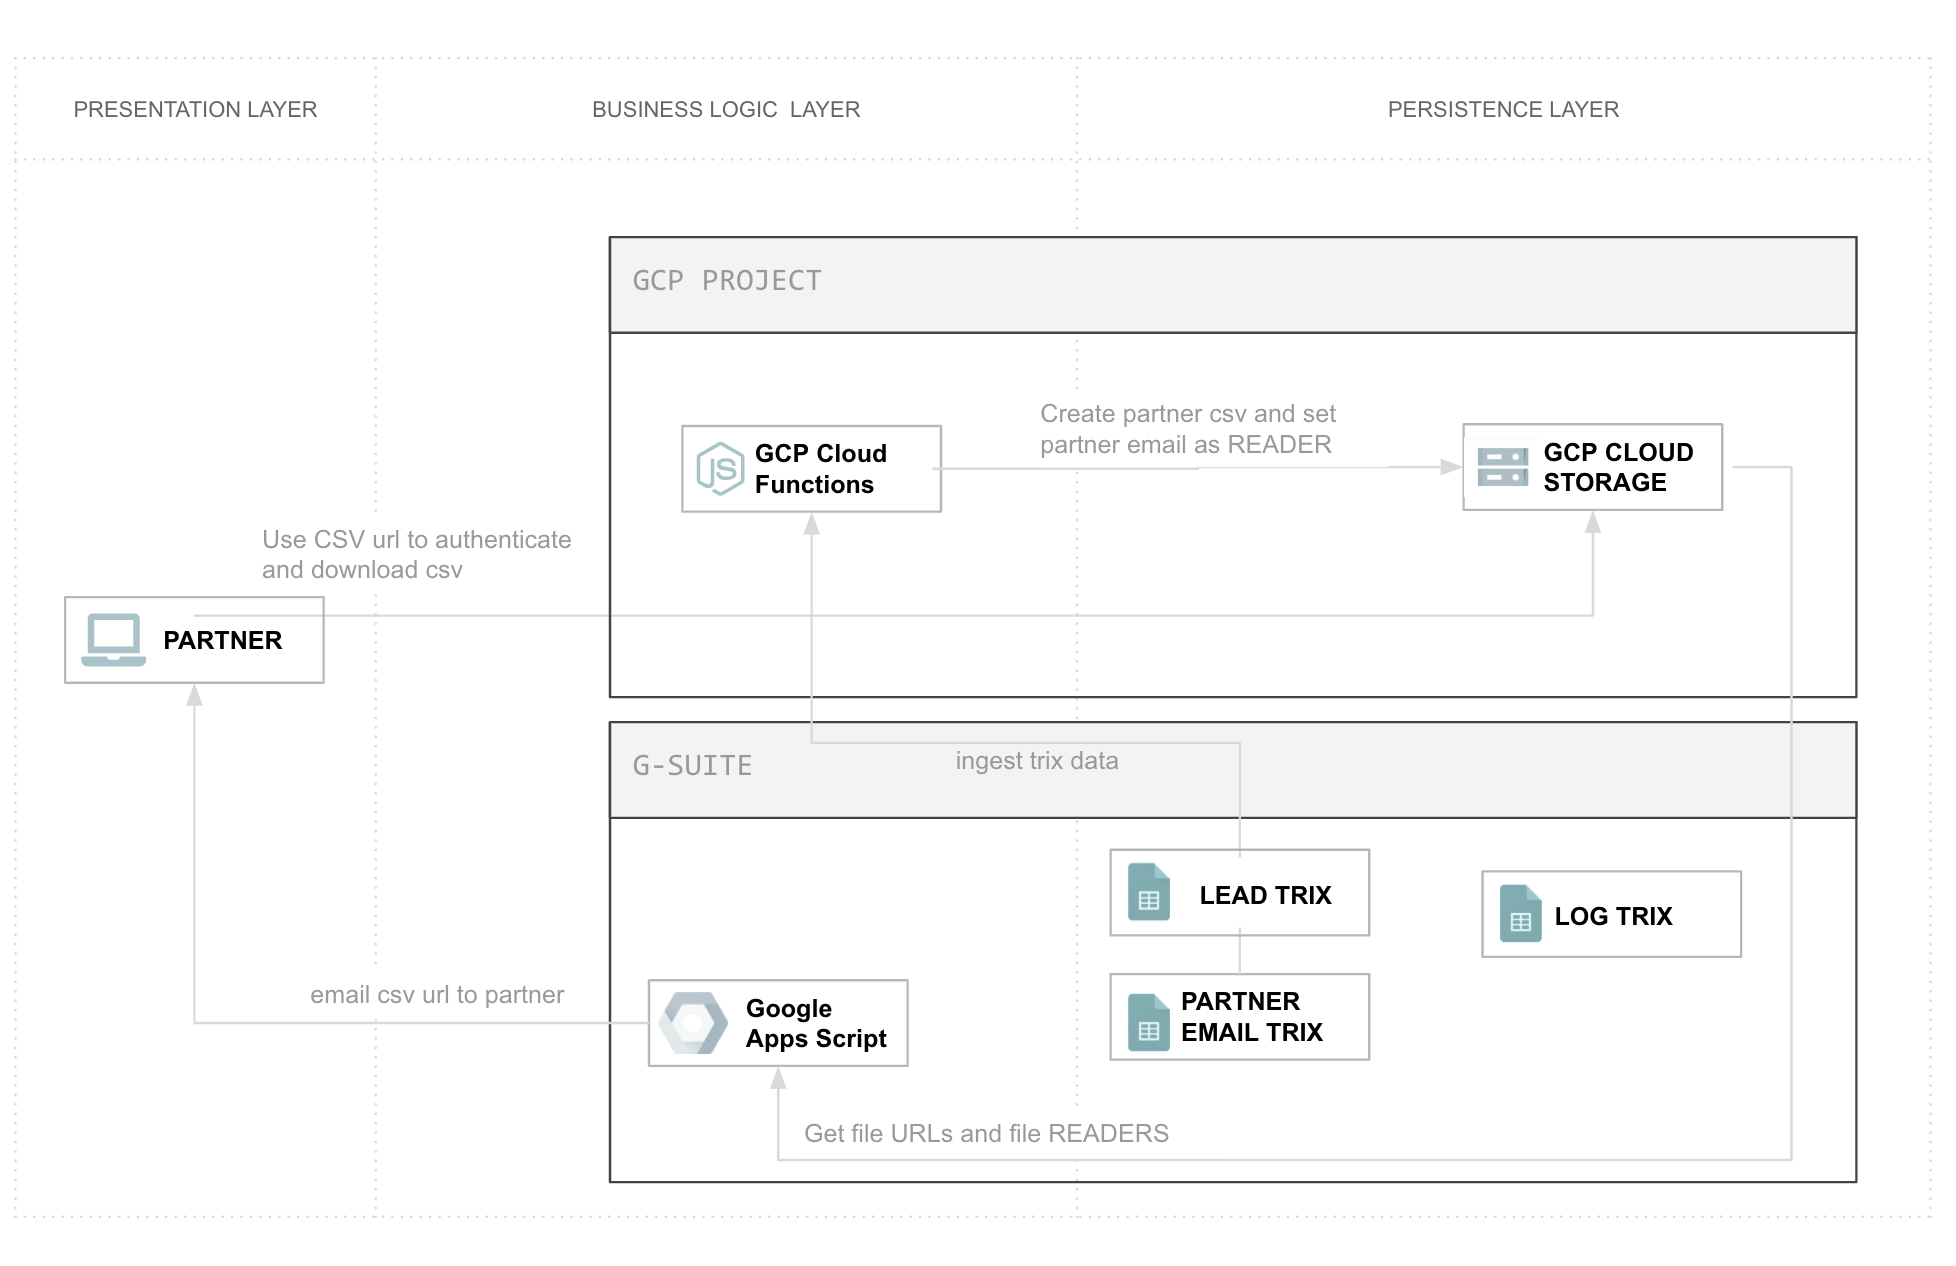 PRESENTATION LAYER
BUSINESS LOGIC  LAYER
PERSISTENCE LAYER
GCP PROJECT
Create partner csv and set
partner email as READER
JS
GCP Cloud
Functions
GCP CLOUD
STORAGE
Use CSV url to authenticate
and download csv
PARTNER
G-SUITE
ingest trix data
LEAD TRIX
LOG TRIX
email csv url to partner
Google
Apps Script
PARTNER
EMAIL TRIX
Get file URLs and file READERS